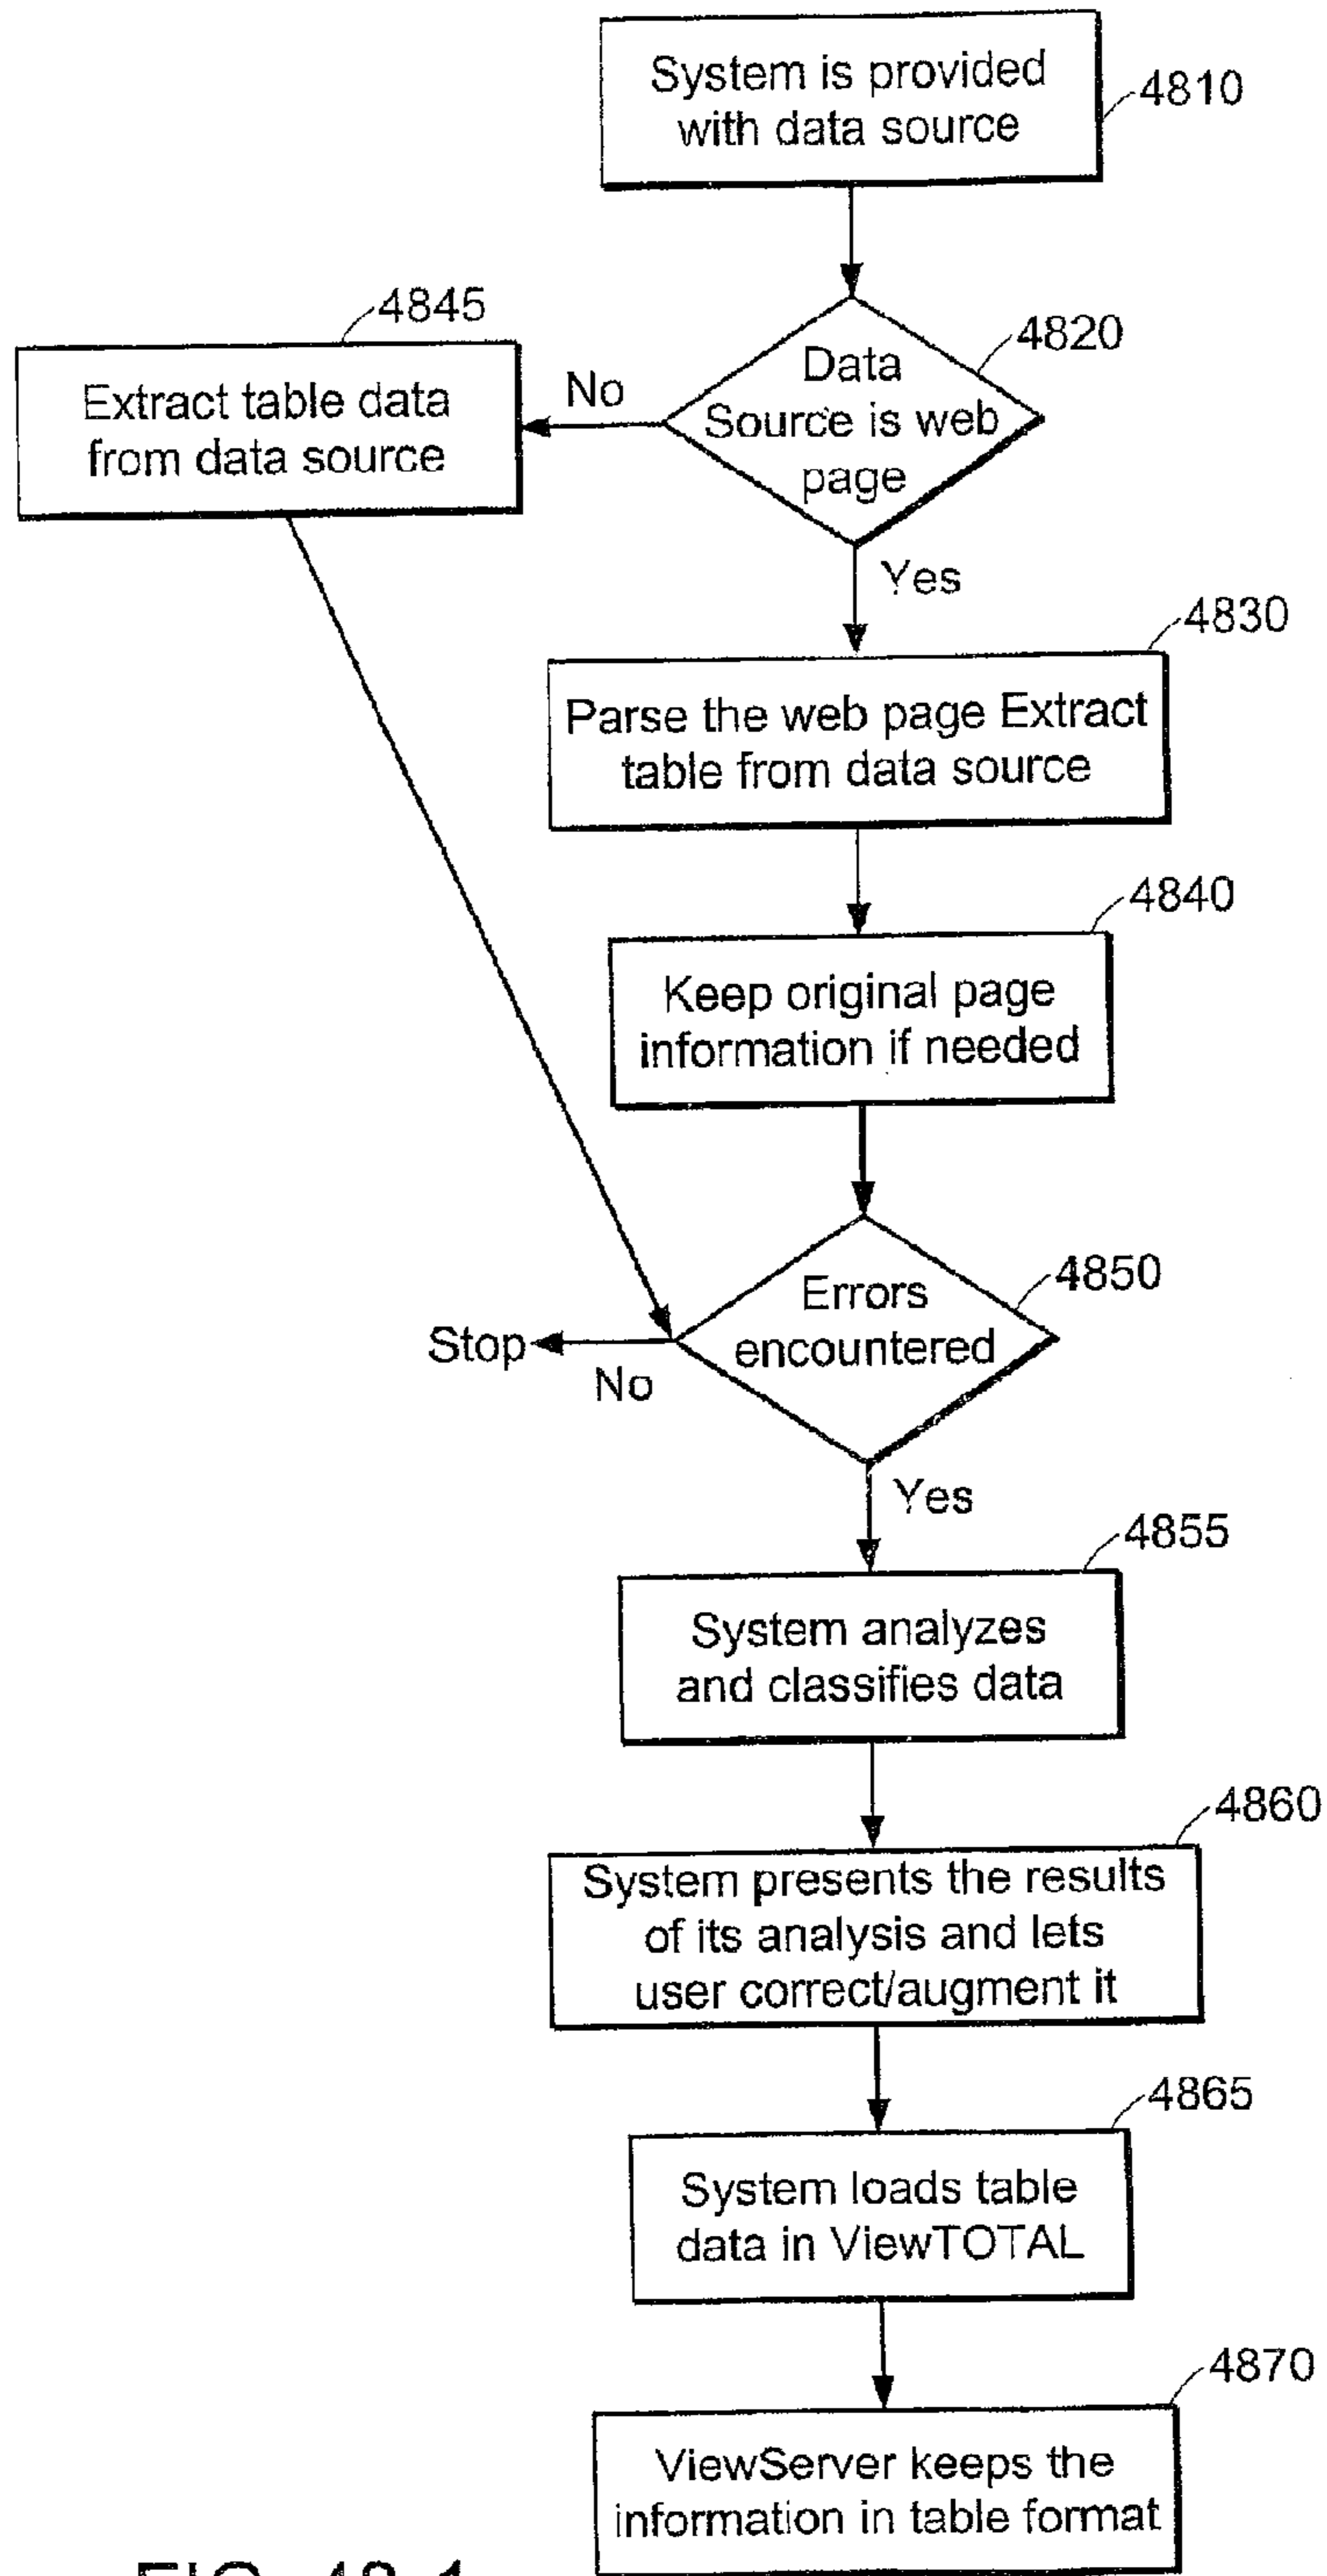 System is provided
with data source
4810
4845
Extract table data
from data source
No
Data
Source is web
page
4820
Yes
4830
Parse the web page Extract
table from data source
4840
Keep original page
information if needed
Errors
encountered
4850
Stop
No
Yes
4855
System analyzes
and classifies data
4860
System presents the results
of its analysis and lets
user correct/augment it
4865
System loads table
data in ViewTOTAL
4870
ViewServer keeps the
information in table format
FIG. 48-1